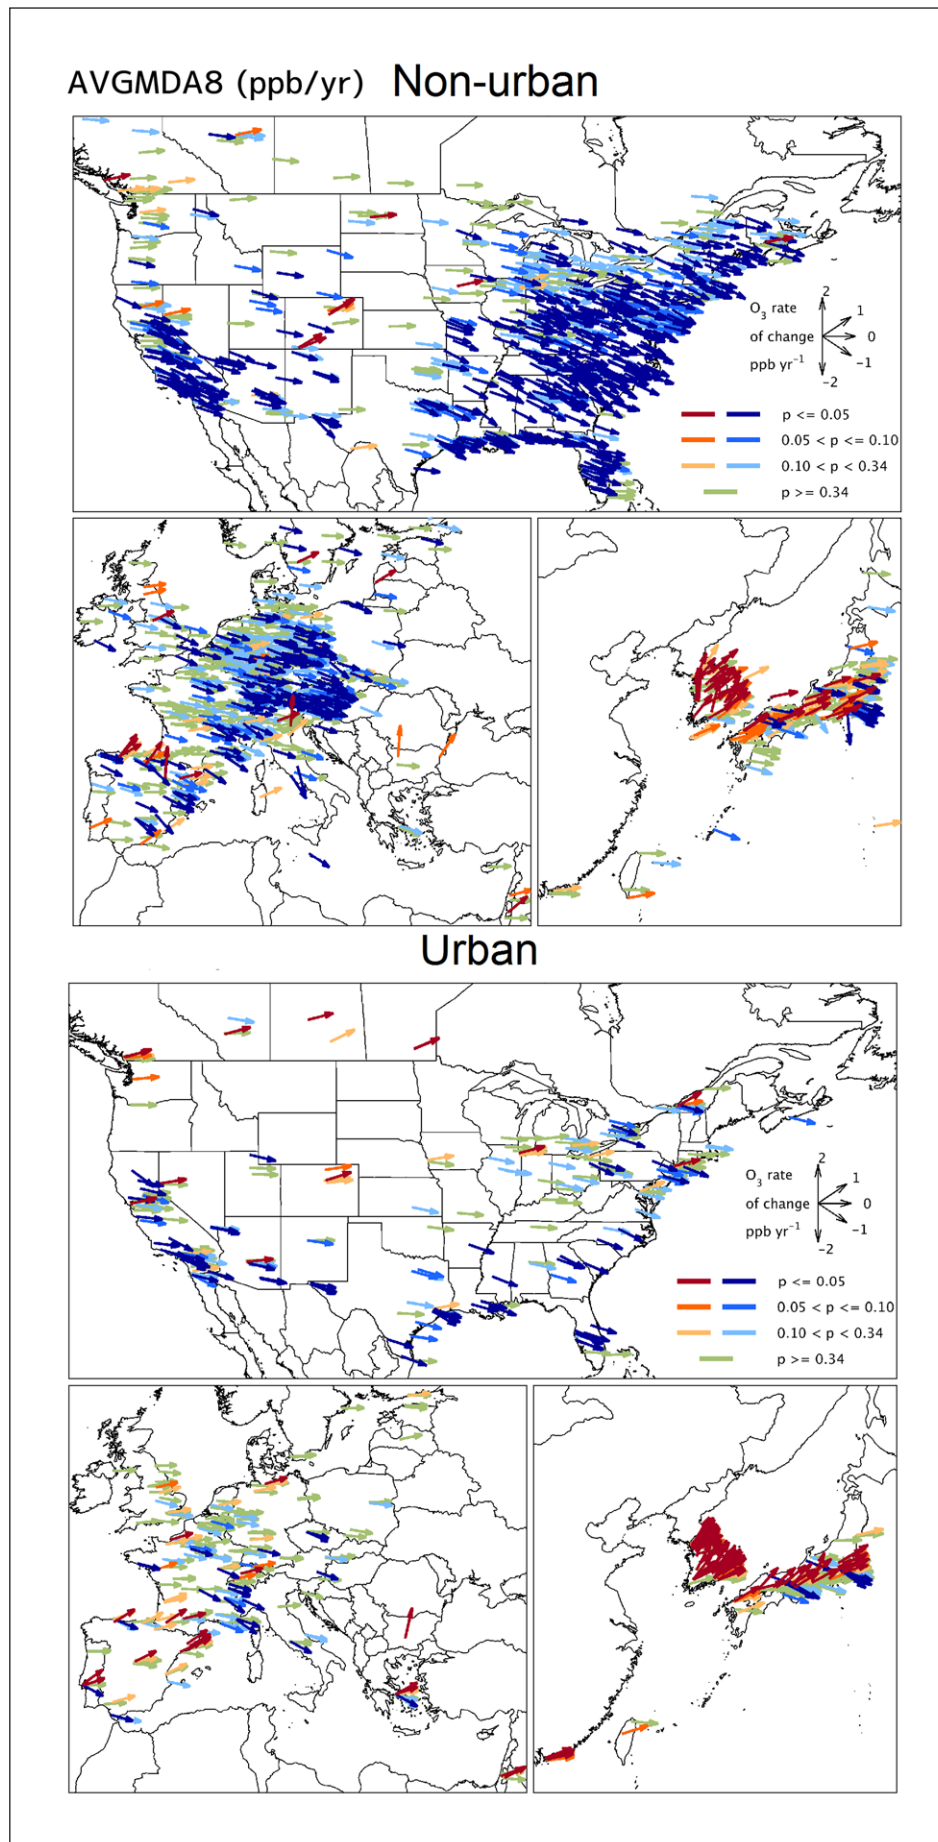 AVGMDA8 (ppb/yr) Non-urban
2
O₃ rate
1
of change
0
ppb yr⁻¹
−1
−2
p <= 0.05
0.05 < p <= 0.10
0.10 < p < 0.34
p >= 0.34
Urban
2
O₃ rate
1
of change
0
ppb yr⁻¹
−1
−2
p <= 0.05
0.05 < p <= 0.10
0.10 < p < 0.34
p >= 0.34